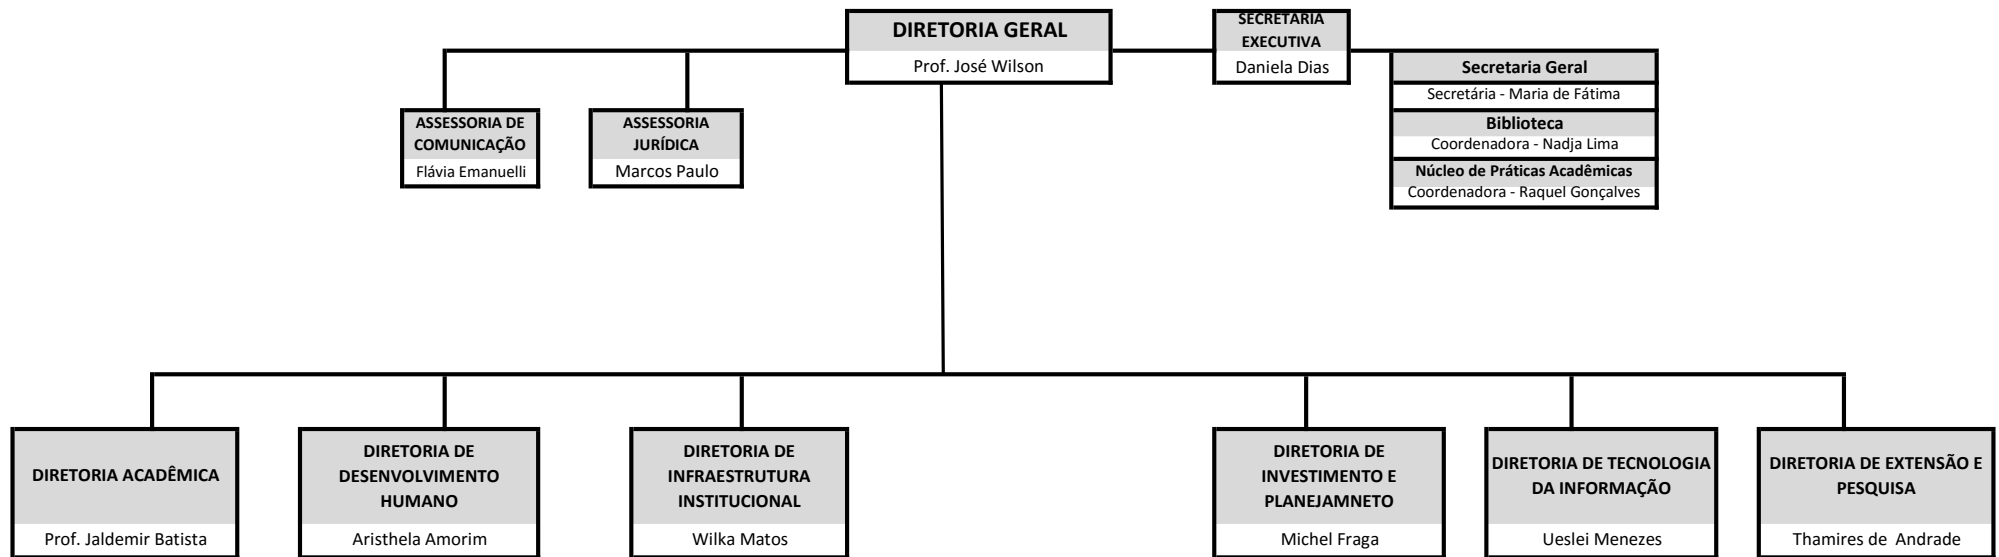 DIRETORIA GERAL
Prof. José Wilson
SECRETARIA
EXECUTIVA
Daniela Dias
Secretaria Geral
Secretária - Maria de Fátima
Biblioteca
Coordenadora - Nadja Lima
Núcleo de Práticas Acadêmicas
Coordenadora - Raquel Gonçalves
ASSESSORIA DE
COMUNICAÇÃO
Flávia Emanuelli
ASSESSORIA
JURÍDICA
Marcos Paulo
DIRETORIA ACADÊMICA
Prof. Jaldemir Batista
DIRETORIA DE
DESENVOLVIMENTO
HUMANO
Aristhela Amorim
DIRETORIA DE
INFRAESTRUTURA
INSTITUCIONAL
Wilka Matos
DIRETORIA DE
INVESTIMENTO E
PLANEJAMNETO
Michel Fraga
DIRETORIA DE TECNOLOGIA
DA INFORMAÇÃO
Ueslei Menezes
DIRETORIA DE EXTENSÃO E
PESQUISA
Thamires de  Andrade